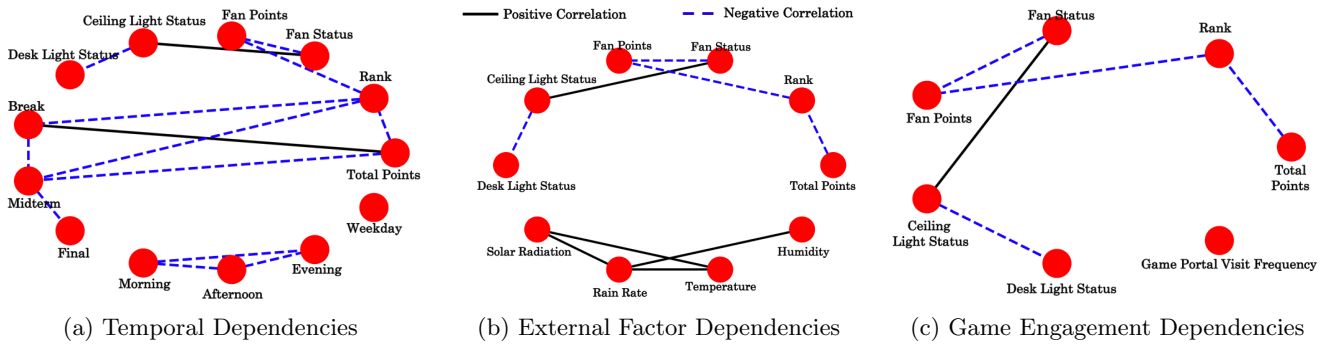 Positive Correlation
Negative Correlation
Ceiling Light Status
Fan Points
Fan Status
Desk Light Status
Rank
Break
Total Points
Midterm
Weekday
Final
Evening
Morning
Afternoon
(a) Temporal Dependencies
Fan Points
Fan Status
Ceiling Light Status
Rank
Desk Light Status
Total Points
Solar Radiation
Humidity
Rain Rate
Temperature
(b) External Factor Dependencies
Fan Status
Rank
Fan Points
Total
Points
Ceiling
Light Status
Game Portal Visit Frequency
Desk Light Status
(c) Game Engagement Dependencies